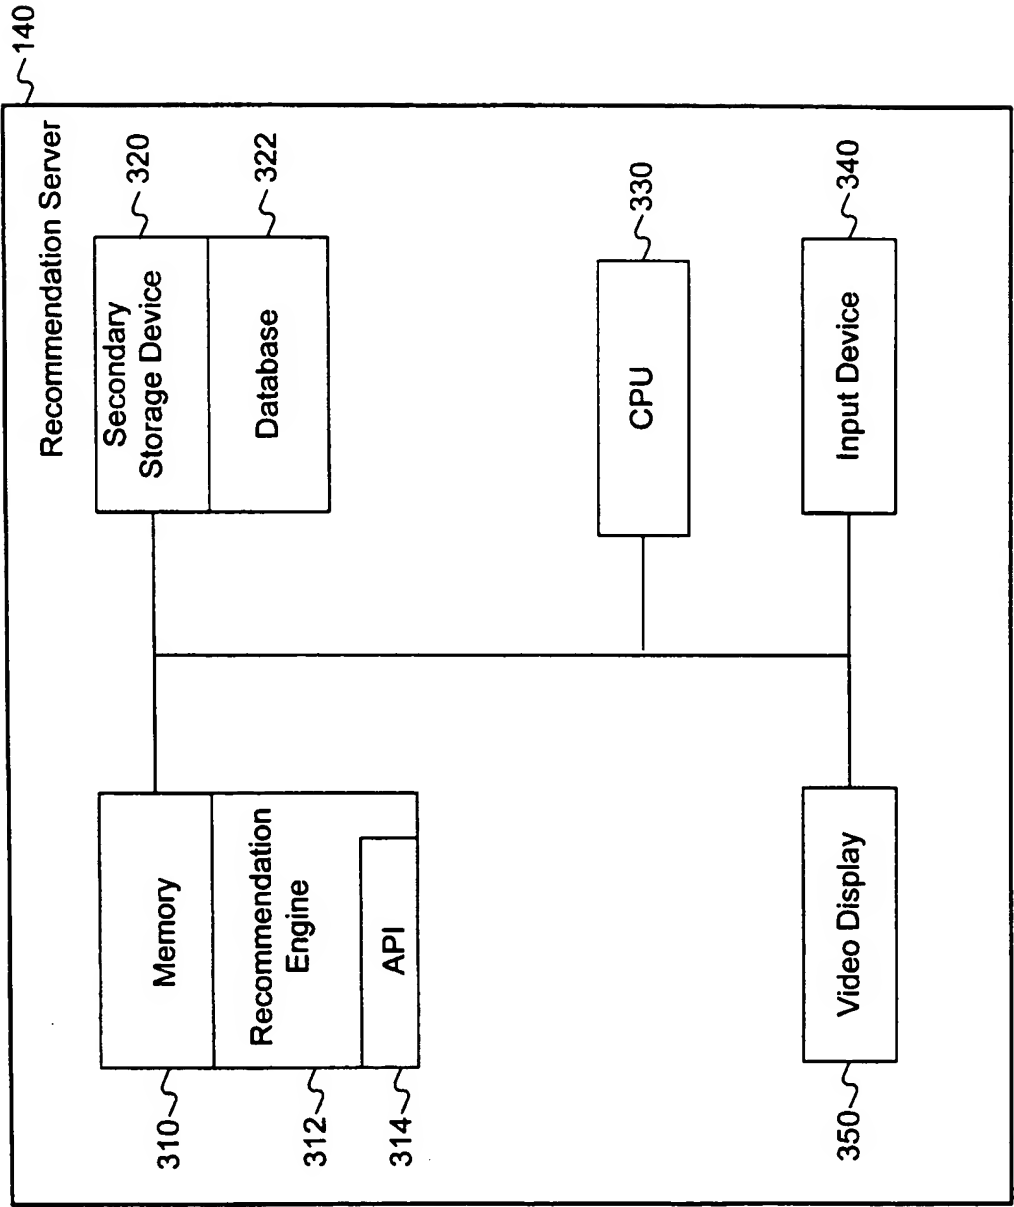 Recommendation Server
140
Memory
310
Recommendation
Engine
312
API
314
Secondary
Storage Device
320
Database
322
CPU
330
Video Display
350
Input Device
340